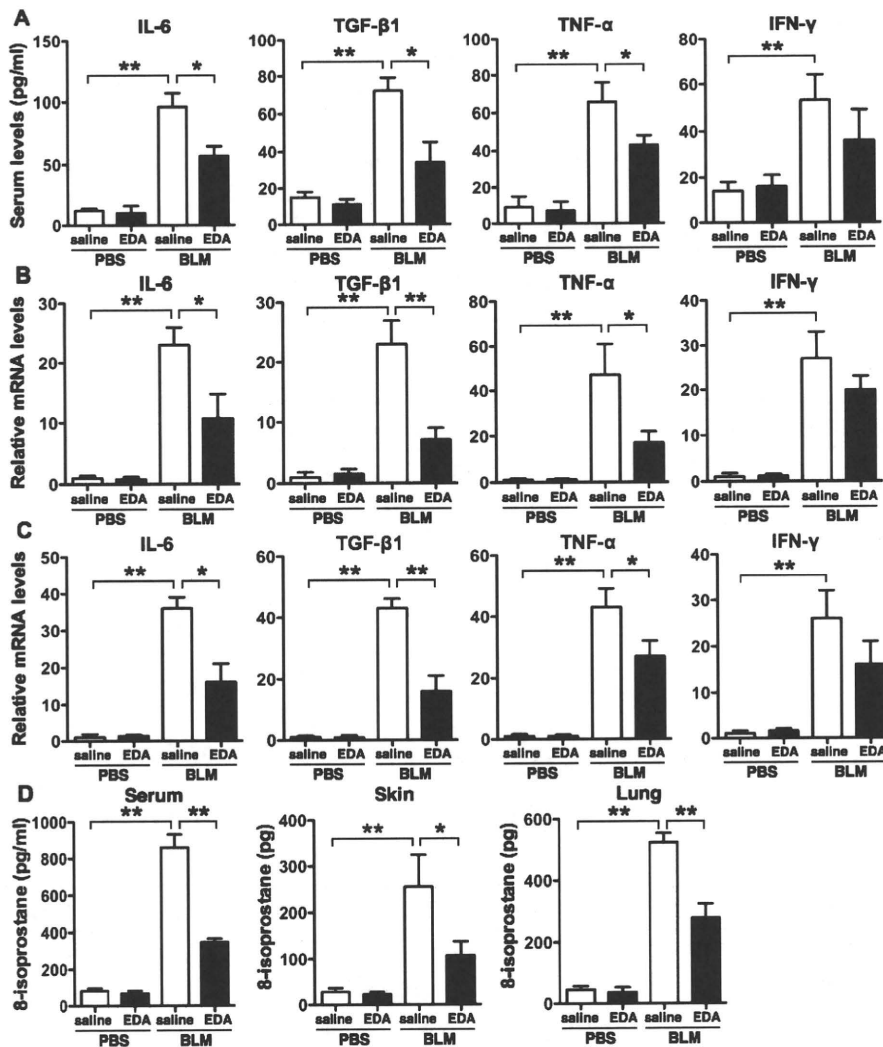 A
IL-6 TGF-β1 TNF-α IFN-γ
Serum levels (pg/ml)
** * ** * ** * **
150 100 80 60
100 80 60 40
50 60 40 20
0 40 20 0
20 0
0
saline EDA saline EDA saline EDA saline EDA saline EDA saline EDA saline EDA saline EDA
PBS BLM PBS BLM PBS BLM PBS BLM
B
IL-6 TGF-β1 TNF-α IFN-γ
Relative mRNA levels
** * ** ** ** * **
30 30 60 40
20 20 40 30
10 10 20 20
0 0 0 10
0
saline EDA saline EDA saline EDA saline EDA saline EDA saline EDA saline EDA saline EDA
PBS BLM PBS BLM PBS BLM PBS BLM
C
IL-6 TGF-β1 TNF-α IFN-γ
Relative mRNA levels
** * ** ** ** * **
50 60 60 40
40 40 40 30
30 20 20 20
20 0 0 10
10 0
0
saline EDA saline EDA saline EDA saline EDA saline EDA saline EDA saline EDA saline EDA
PBS BLM PBS BLM PBS BLM PBS BLM
D
Serum Skin Lung
8-isoprostane (pg/ml) 8-isoprostane (pg) 8-isoprostane (pg)
** ** ** * ** **
1000 400 600
800 300 400
600 200 200
400 100 0
200 0
0
saline EDA saline EDA saline EDA saline EDA saline EDA saline EDA
PBS BLM PBS BLM PBS BLM